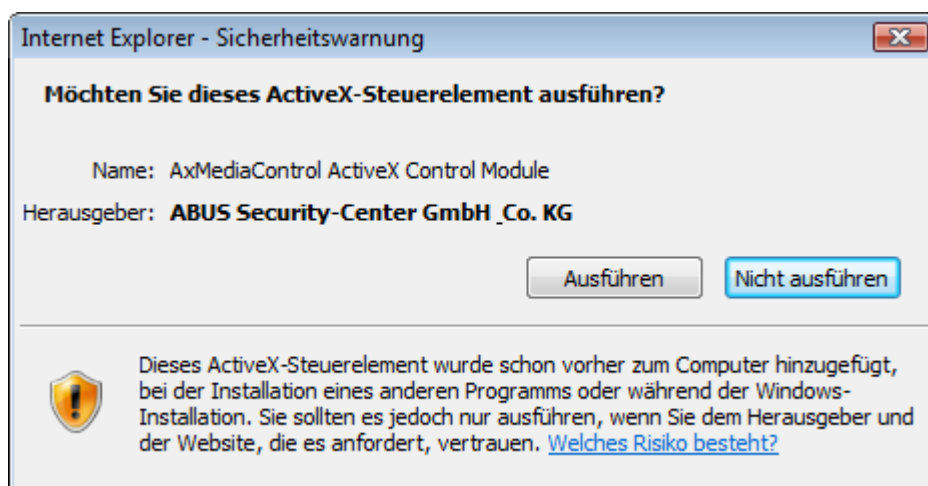 Internet Explorer - Sicherheitswarnung
Möchten Sie dieses ActiveX-Steuerelement ausführen?
Name: AxMediaControl ActiveX Control Module
Herausgeber: ABUS Security-Center GmbH _Co. KG
Ausführen Nicht ausführen
Dieses ActiveX-Steuerelement wurde schon vorher zum Computer hinzugefügt,
bei der Installation eines anderen Programms oder während der Windows-
Installation. Sie sollten es jedoch nur ausführen, wenn Sie dem Herausgeber und
der Website, die es anfordert, vertrauen. Welches Risiko besteht?